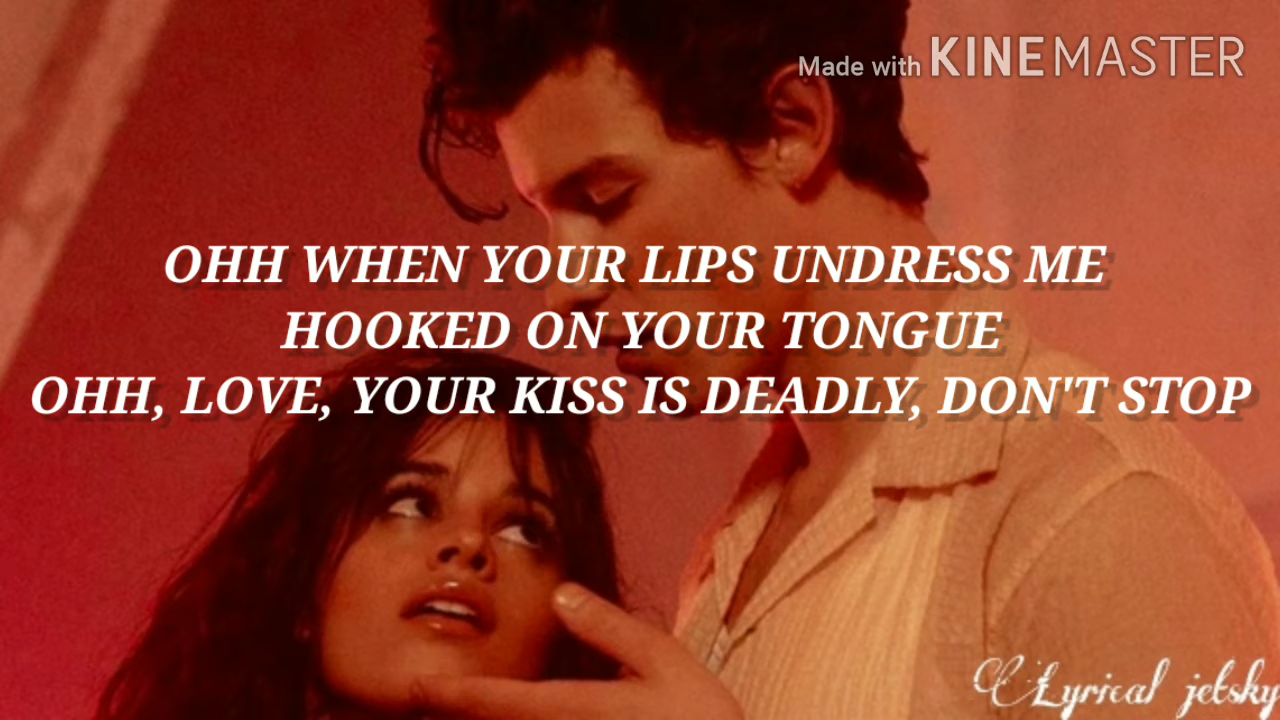 Made with KINEMASTER
OHH WHEN YOUR LIPS UNDRESS ME
HOOKED ON YOUR TONGUE
OHH, LOVE, YOUR KISS IS DEADLY, DON'T STOP
Lyrical jetsky